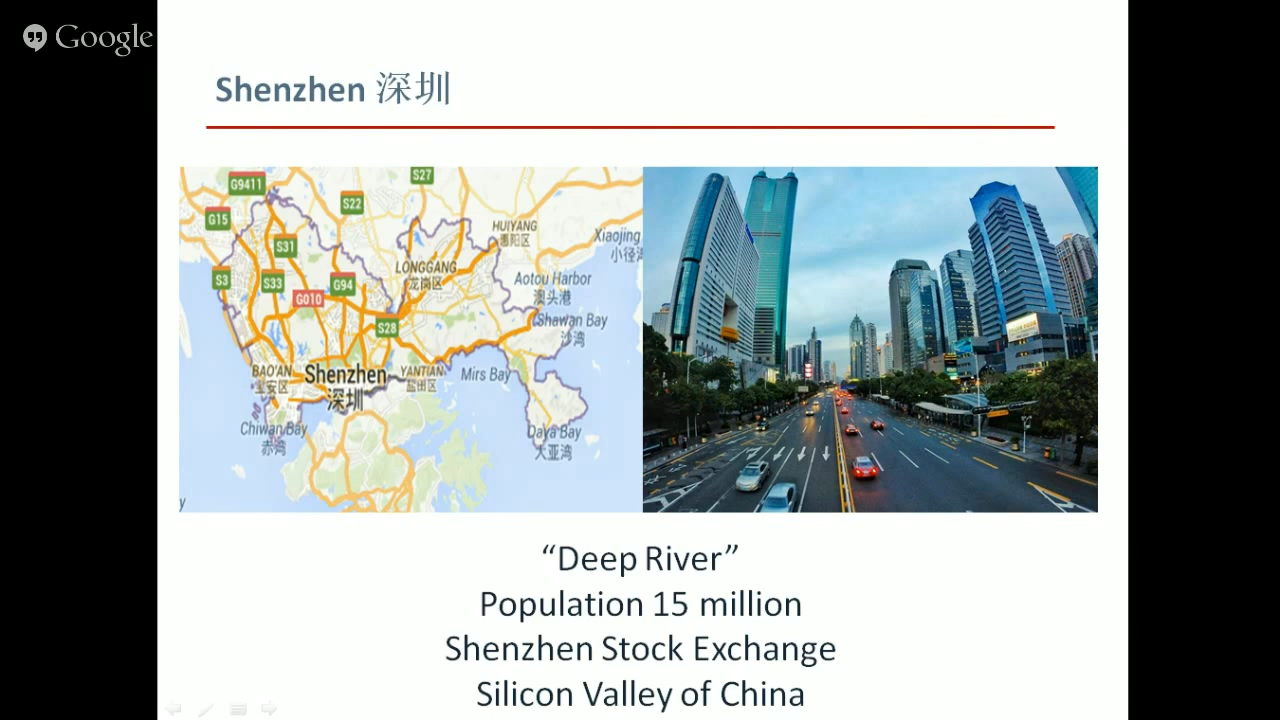 Google
Shenzhen 深圳
G9411
S27
S22
G15
HUIYANG
惠阳区
Xiaojing
小径湾
S31
LONGGANG
龙岗区
S3
S33
G94
Aotou Harbor
澳头港
G010
S28
Shawan Bay
沙湾
BAO'AN
宝安区
Shenzhen
深圳
YANTIAN
盐田区
Mirs Bay
Chiwan Bay
赤湾
Daya Bay
大亚湾
y
“Deep River”
Population 15 million
Shenzhen Stock Exchange
Silicon Valley of China